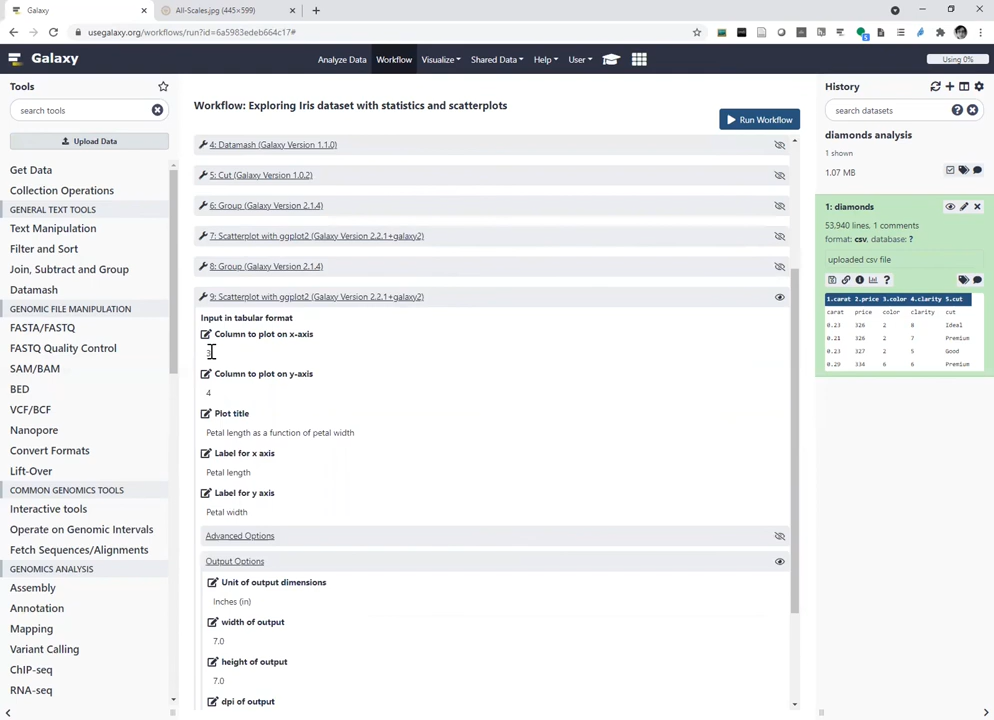 Galaxy
All-Scales.jpg (445×599)
usegalaxy.org/workflows/run?id=6a5983edeb664c17#
Galaxy
Analyze Data
Workflow
Visualize
Shared Data
Help
User
Using 0%
Tools
search tools
Upload Data
Get Data
Collection Operations
GENERAL TEXT TOOLS
Text Manipulation
Filter and Sort
Join, Subtract and Group
Datamash
GENOMIC FILE MANIPULATION
FASTA/FASTQ
FASTQ Quality Control
SAM/BAM
BED
VCF/BCF
Nanopore
Convert Formats
Lift-Over
COMMON GENOMICS TOOLS
Interactive tools
Operate on Genomic Intervals
Fetch Sequences/Alignments
GENOMICS ANALYSIS
Assembly
Annotation
Mapping
Variant Calling
ChIP-seq
RNA-seq
Workflow: Exploring Iris dataset with statistics and scatterplots
Run Workflow
4: Datamash (Galaxy Version 1.1.0)
5: Cut (Galaxy Version 1.0.2)
6: Group (Galaxy Version 2.1.4)
7: Scatterplot with ggplot2 (Galaxy Version 2.2.1+galaxy2)
8: Group (Galaxy Version 2.1.4)
9: Scatterplot with ggplot2 (Galaxy Version 2.2.1+galaxy2)
Input in tabular format
Column to plot on x-axis
3
Column to plot on y-axis
4
Plot title
Petal length as a function of petal width
Label for x axis
Petal length
Label for y axis
Petal width
Advanced Options
Output Options
Unit of output dimensions
Inches (in)
width of output
7.0
height of output
7.0
dpi of output
History
search datasets
diamonds analysis
1 shown
1.07 MB
1: diamonds
53,940 lines, 1 comments
format: csv, database: ?
uploaded csv file
1.carat 2.price 3.color 4.clarity 5.cut
carat price color clarity cut
0.23 326 2 8 Ideal
0.21 326 2 7 Premium
0.23 327 2 5 Good
0.29 334 6 6 Premium